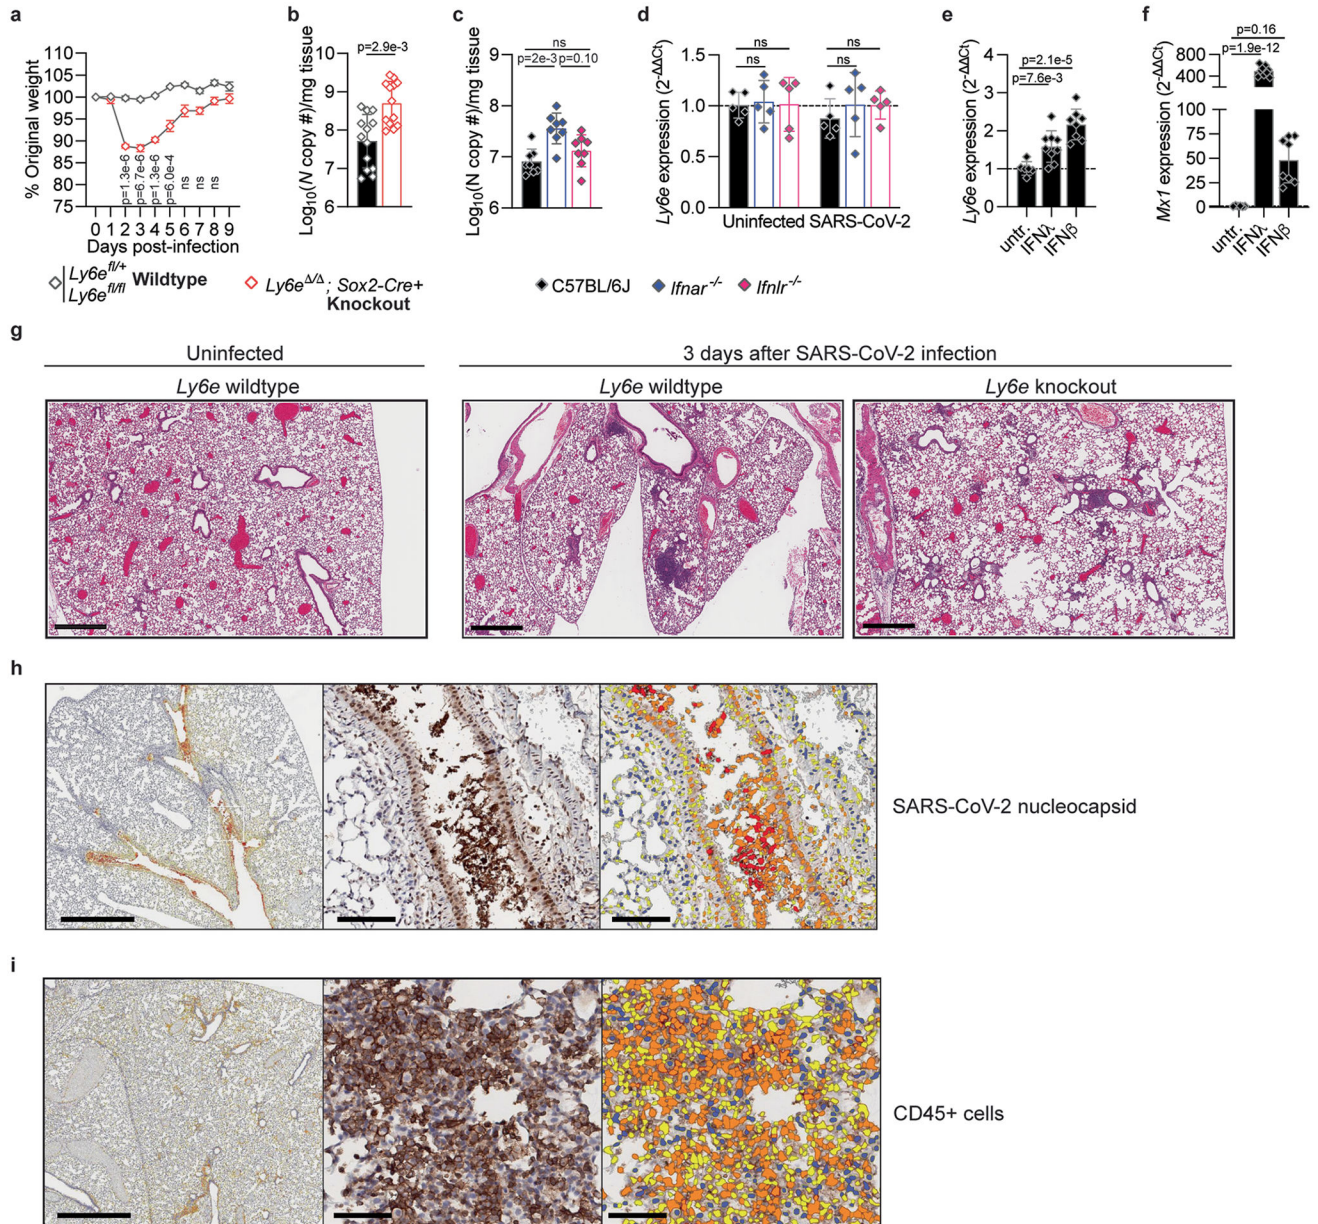 a
% Original weight
110
105
100
95
90
85
80
75
p=1.3e-6
p=6.7e-6
p=1.3e-6
p=6.0e-4
ns
ns
ns
0 1 2 3 4 5 6 7 8 9
Days post-infection
b
Log10(N copy #)/mg tissue
10
9
8
7
6
p=2.9e-3
c
Log10(N copy #)/mg tissue
9
8
7
6
ns
p=2e-3 p=0.10
d
Ly6e expression (2-ΔΔCt)
1.5
1.0
0.5
0.0
ns ns
ns ns
Uninfected SARS-CoV-2
e
Ly6e expression (2-ΔΔCt)
4
3
2
1
0
p=2.1e-5
p=7.6e-3
untr. IFNλ IFNβ
f
Mx1 expression (2-ΔΔCt)
800
400
100
75
50
25
0
p=0.16
p=1.9e-12
untr. IFNλ IFNβ
Ly6e fl/+
Ly6e fl/fl
Wildtype
Ly6e Δ/Δ; Sox2-Cre+
Knockout
C57BL/6J Ifnar-/- Ifnlr-/-
g
Uninfected
3 days after SARS-CoV-2 infection
Ly6e wildtype
Ly6e wildtype
Ly6e knockout
h
SARS-CoV-2 nucleocapsid
i
CD45+ cells